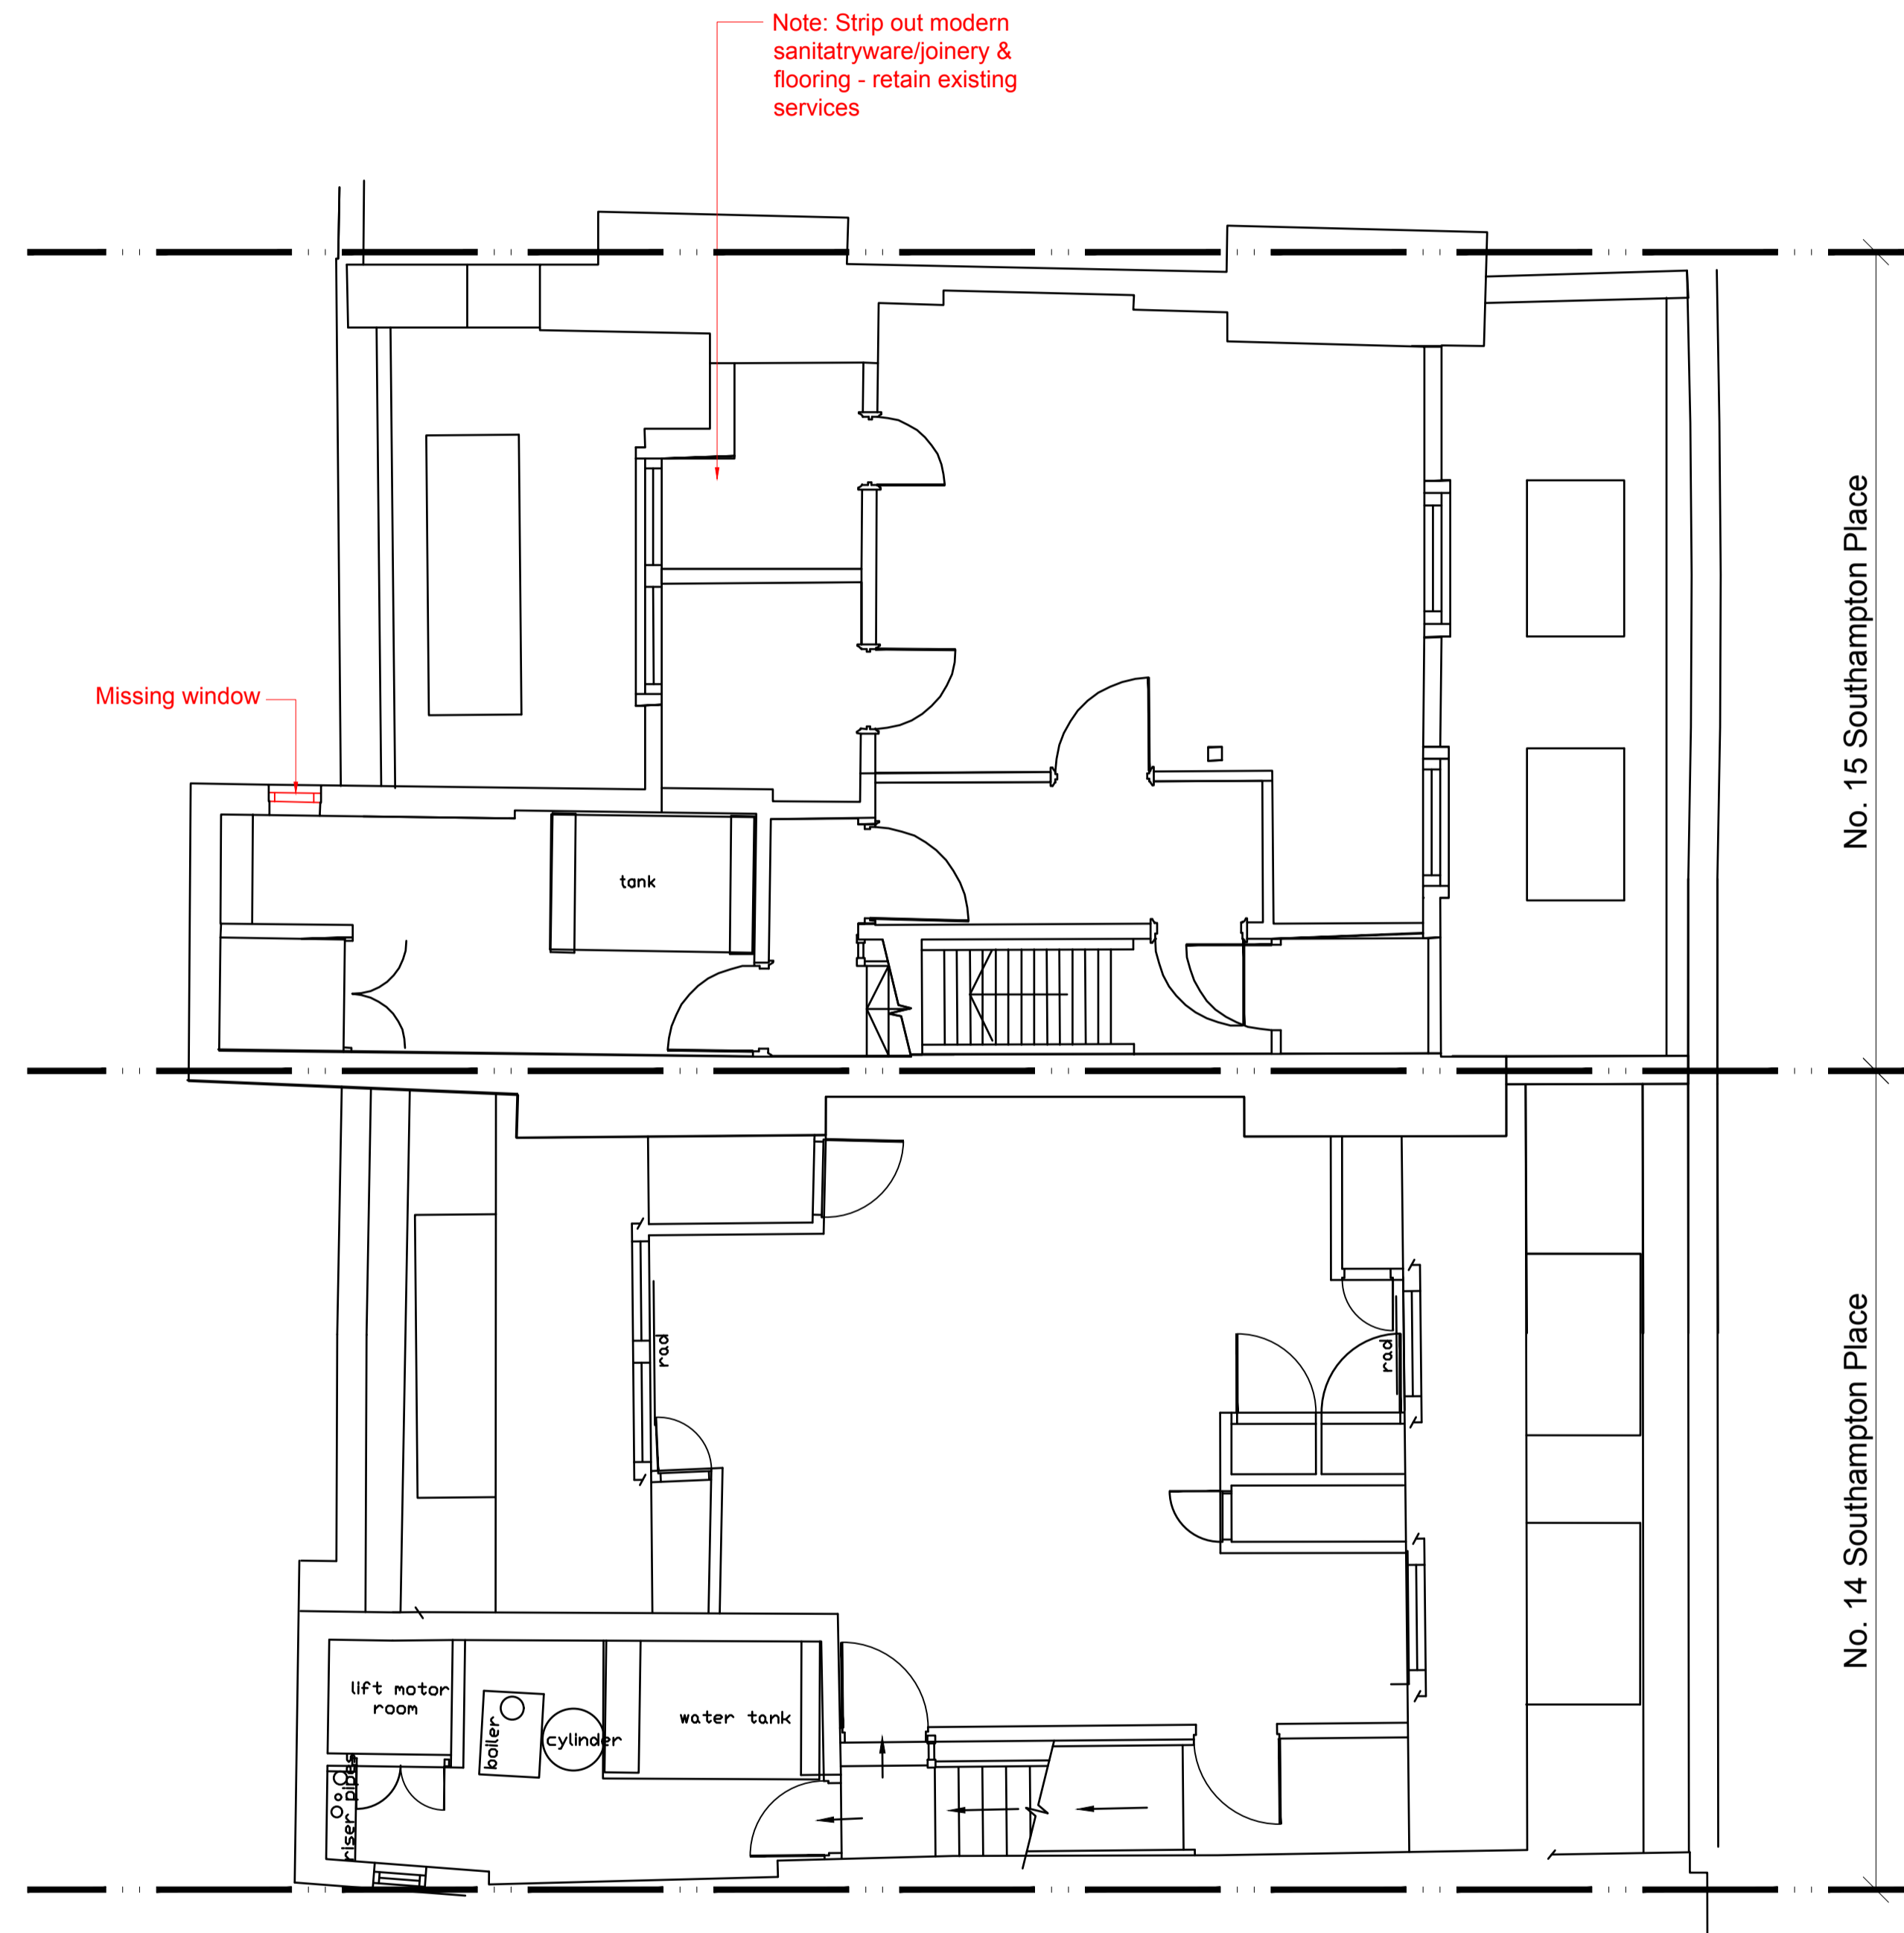 Note: Strip out modern
sanitatryware/joinery &
flooring - retain existing
services
No. 15 Southampton Place
Missing window
tank
rad
rad
No. 14 Southampton Place
lift motor
room
boiler
cylinder
water tank
riser pipes